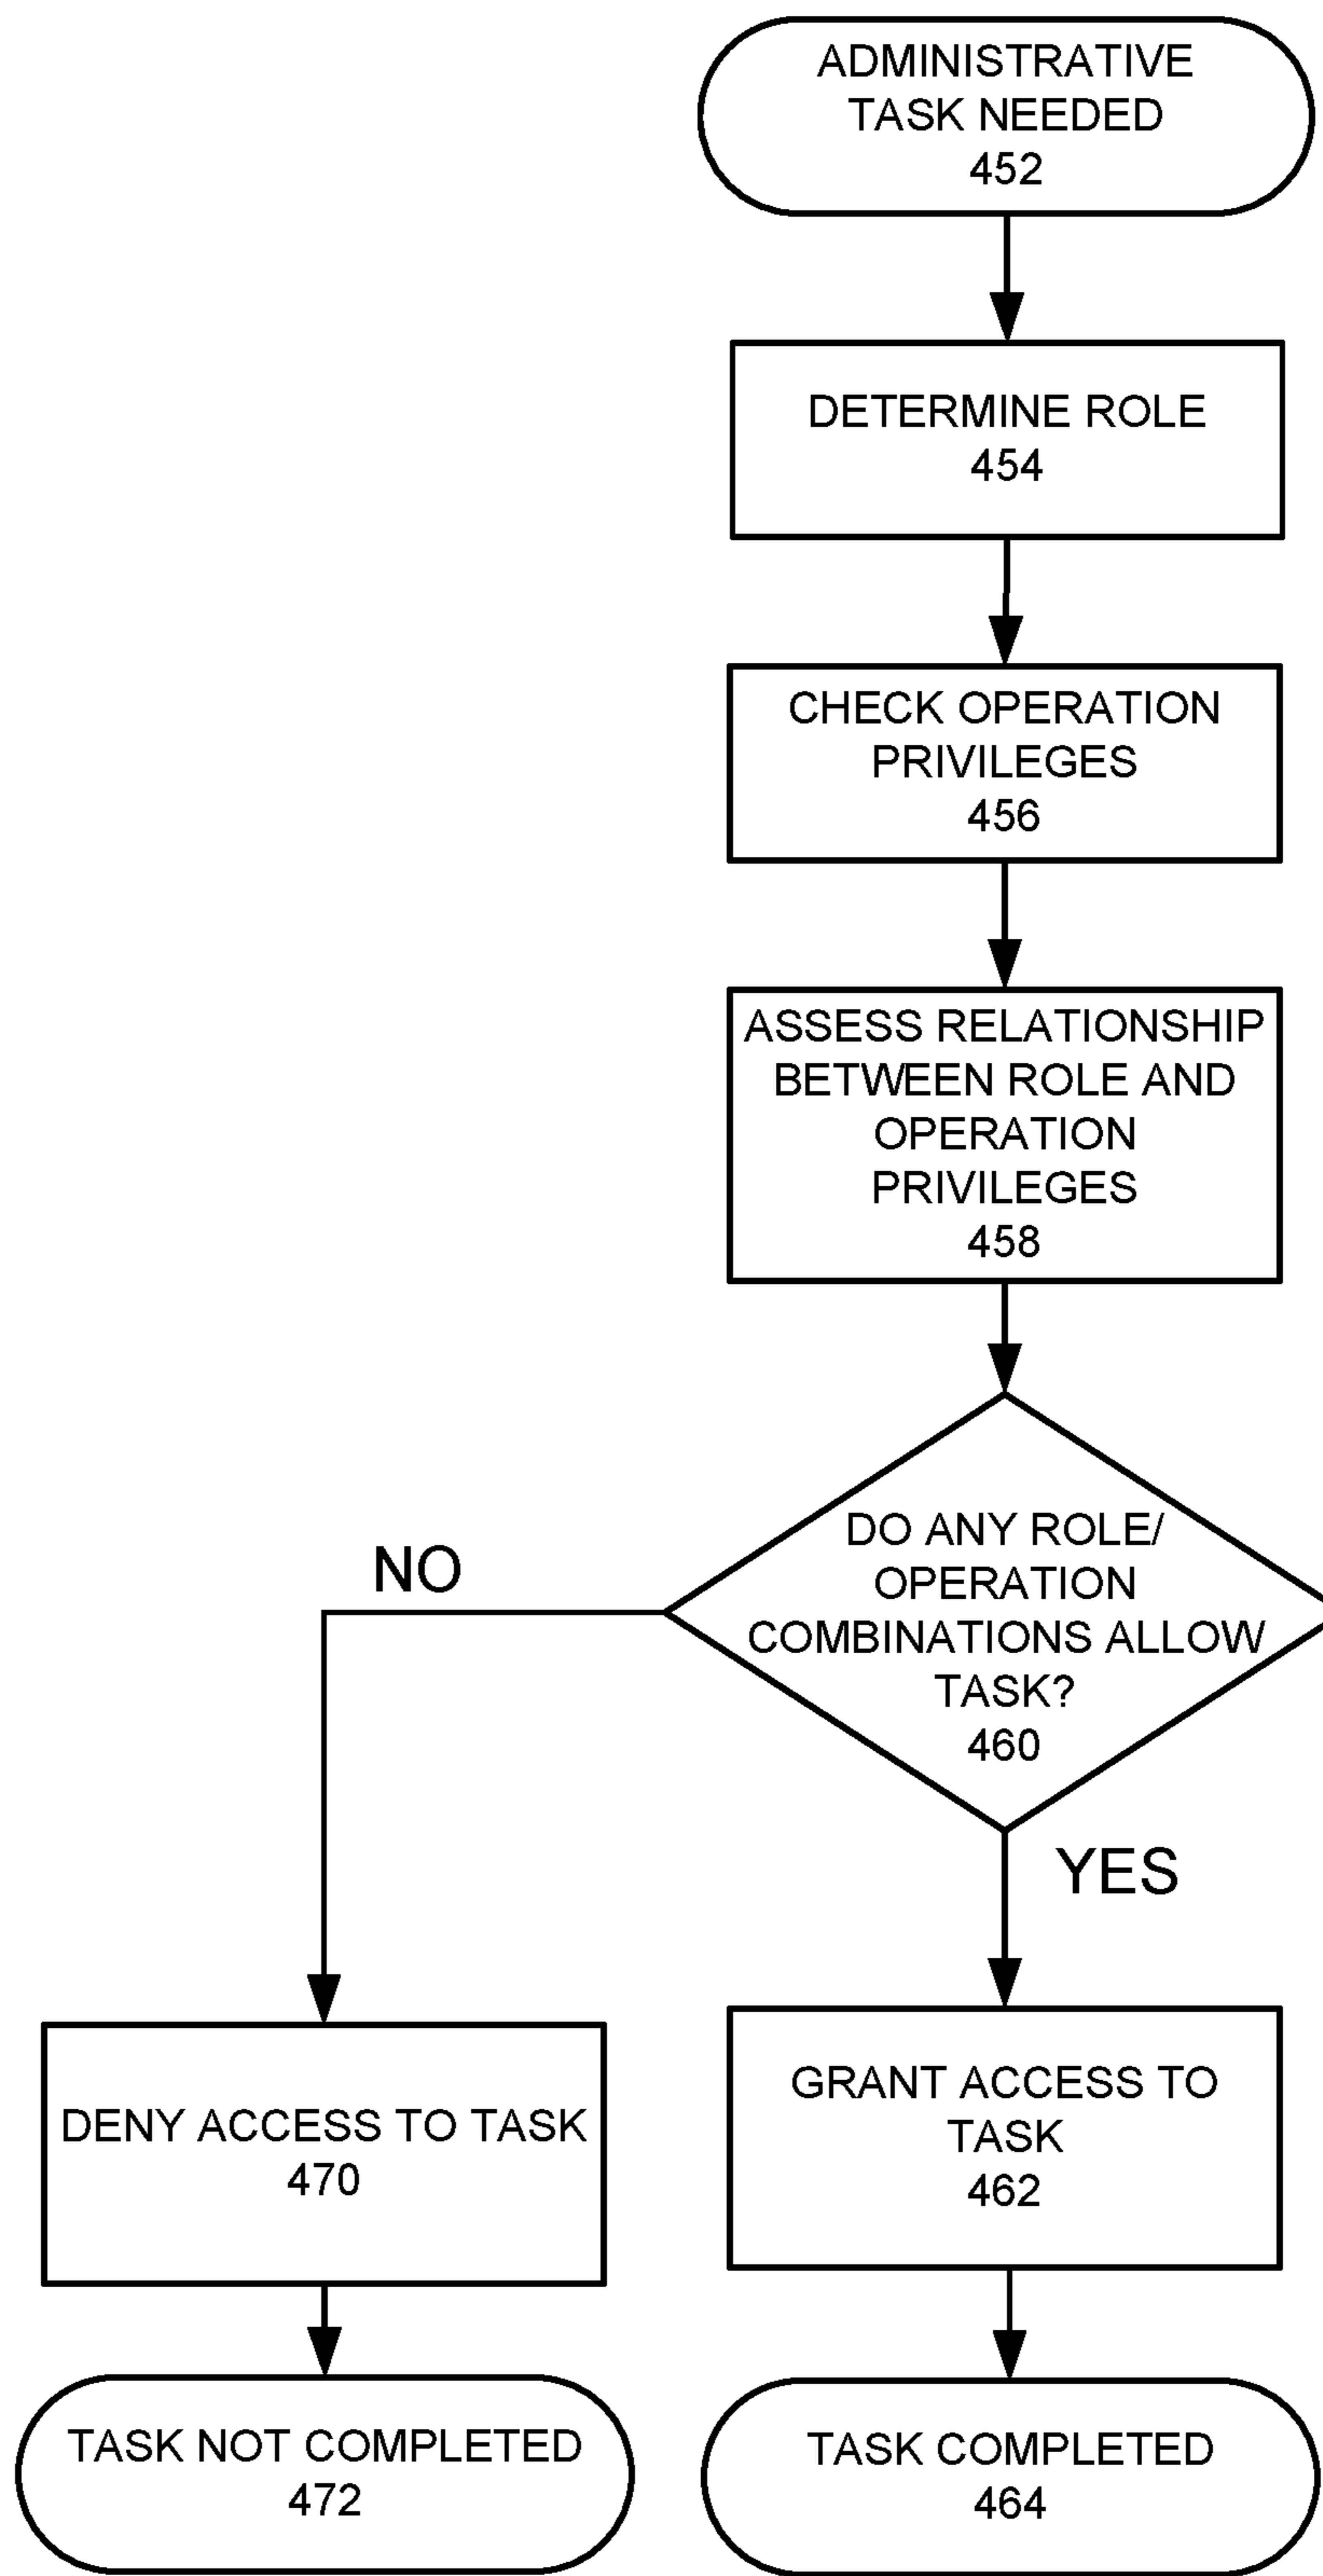 ADMINISTRATIVE
TASK NEEDED
452
DETERMINE ROLE
454
CHECK OPERATION
PRIVILEGES
456
ASSESS RELATIONSHIP
BETWEEN ROLE AND
OPERATION
PRIVILEGES
458
DO ANY ROLE/
OPERATION
COMBINATIONS ALLOW
TASK?
460
NO
YES
DENY ACCESS TO TASK
470
GRANT ACCESS TO
TASK
462
TASK NOT COMPLETED
472
TASK COMPLETED
464